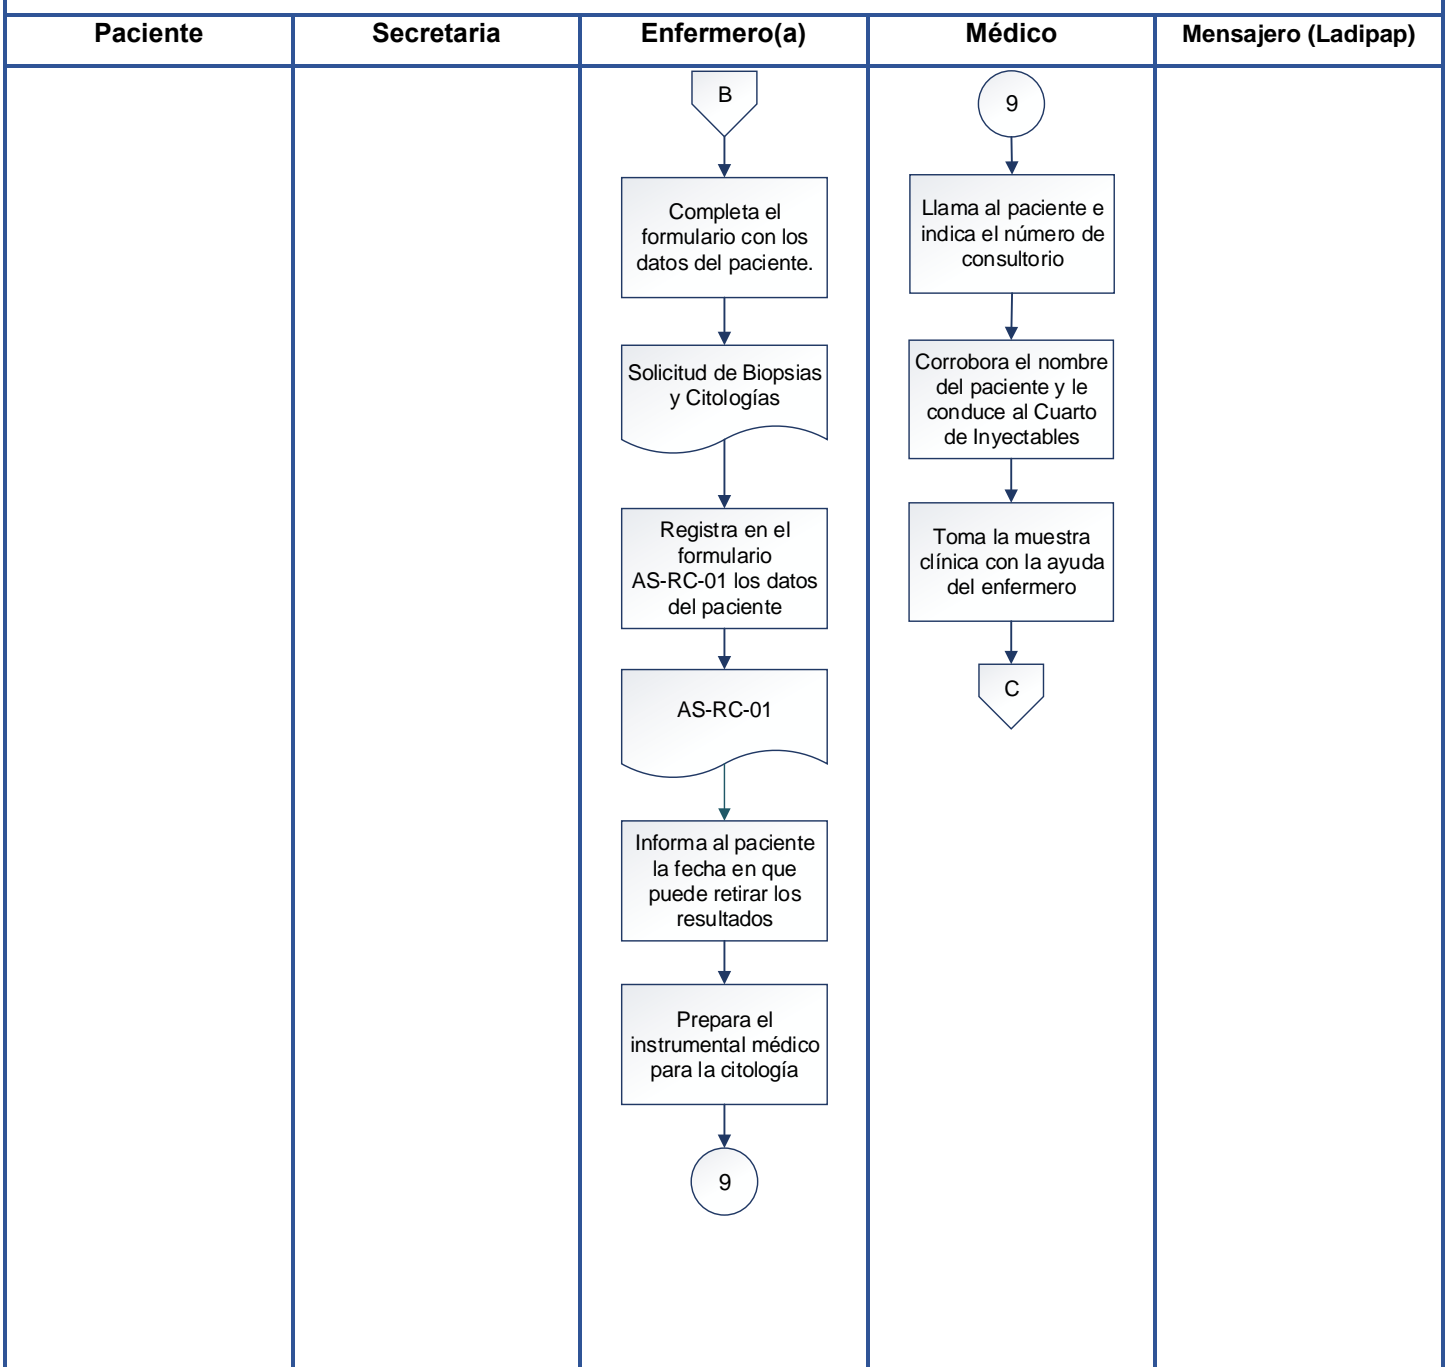 Paciente
Secretaria
Enfermero(a)
Médico
Mensajero (Ladipap)
B
Completa el
formulario con los
datos del paciente.
Solicitud de Biopsias
y Citologías
Registra en el
formulario
AS-RC-01 los datos
del paciente
AS-RC-01
Informa al paciente
la fecha en que
puede retirar los
resultados
Prepara el
instrumental médico
para la citología
9
9
Llama al paciente e
indica el número de
consultorio
Corrobora el nombre
del paciente y le
conduce al Cuarto
de Inyectables
Toma la muestra
clínica con la ayuda
del enfermero
C